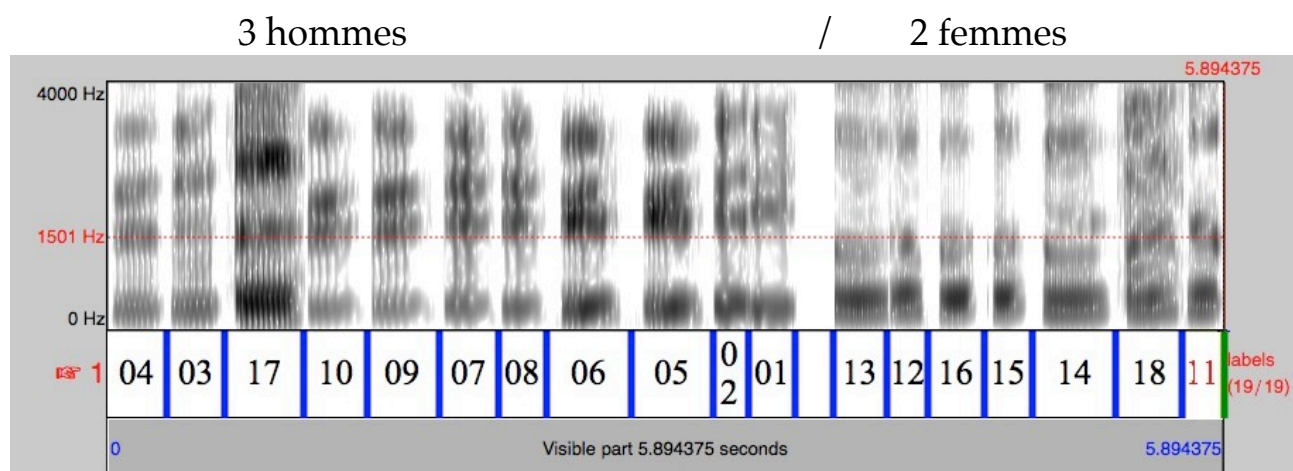 3 hommes / 2 femmes
5.894375
4000 Hz
1501 Hz
0 Hz
☞ 1 04 03 17 10 09 07 08 06 05 02 01 13 12 16 15 14 18 11 labels
(19/19)
0 Visible part 5.894375 seconds 5.894375